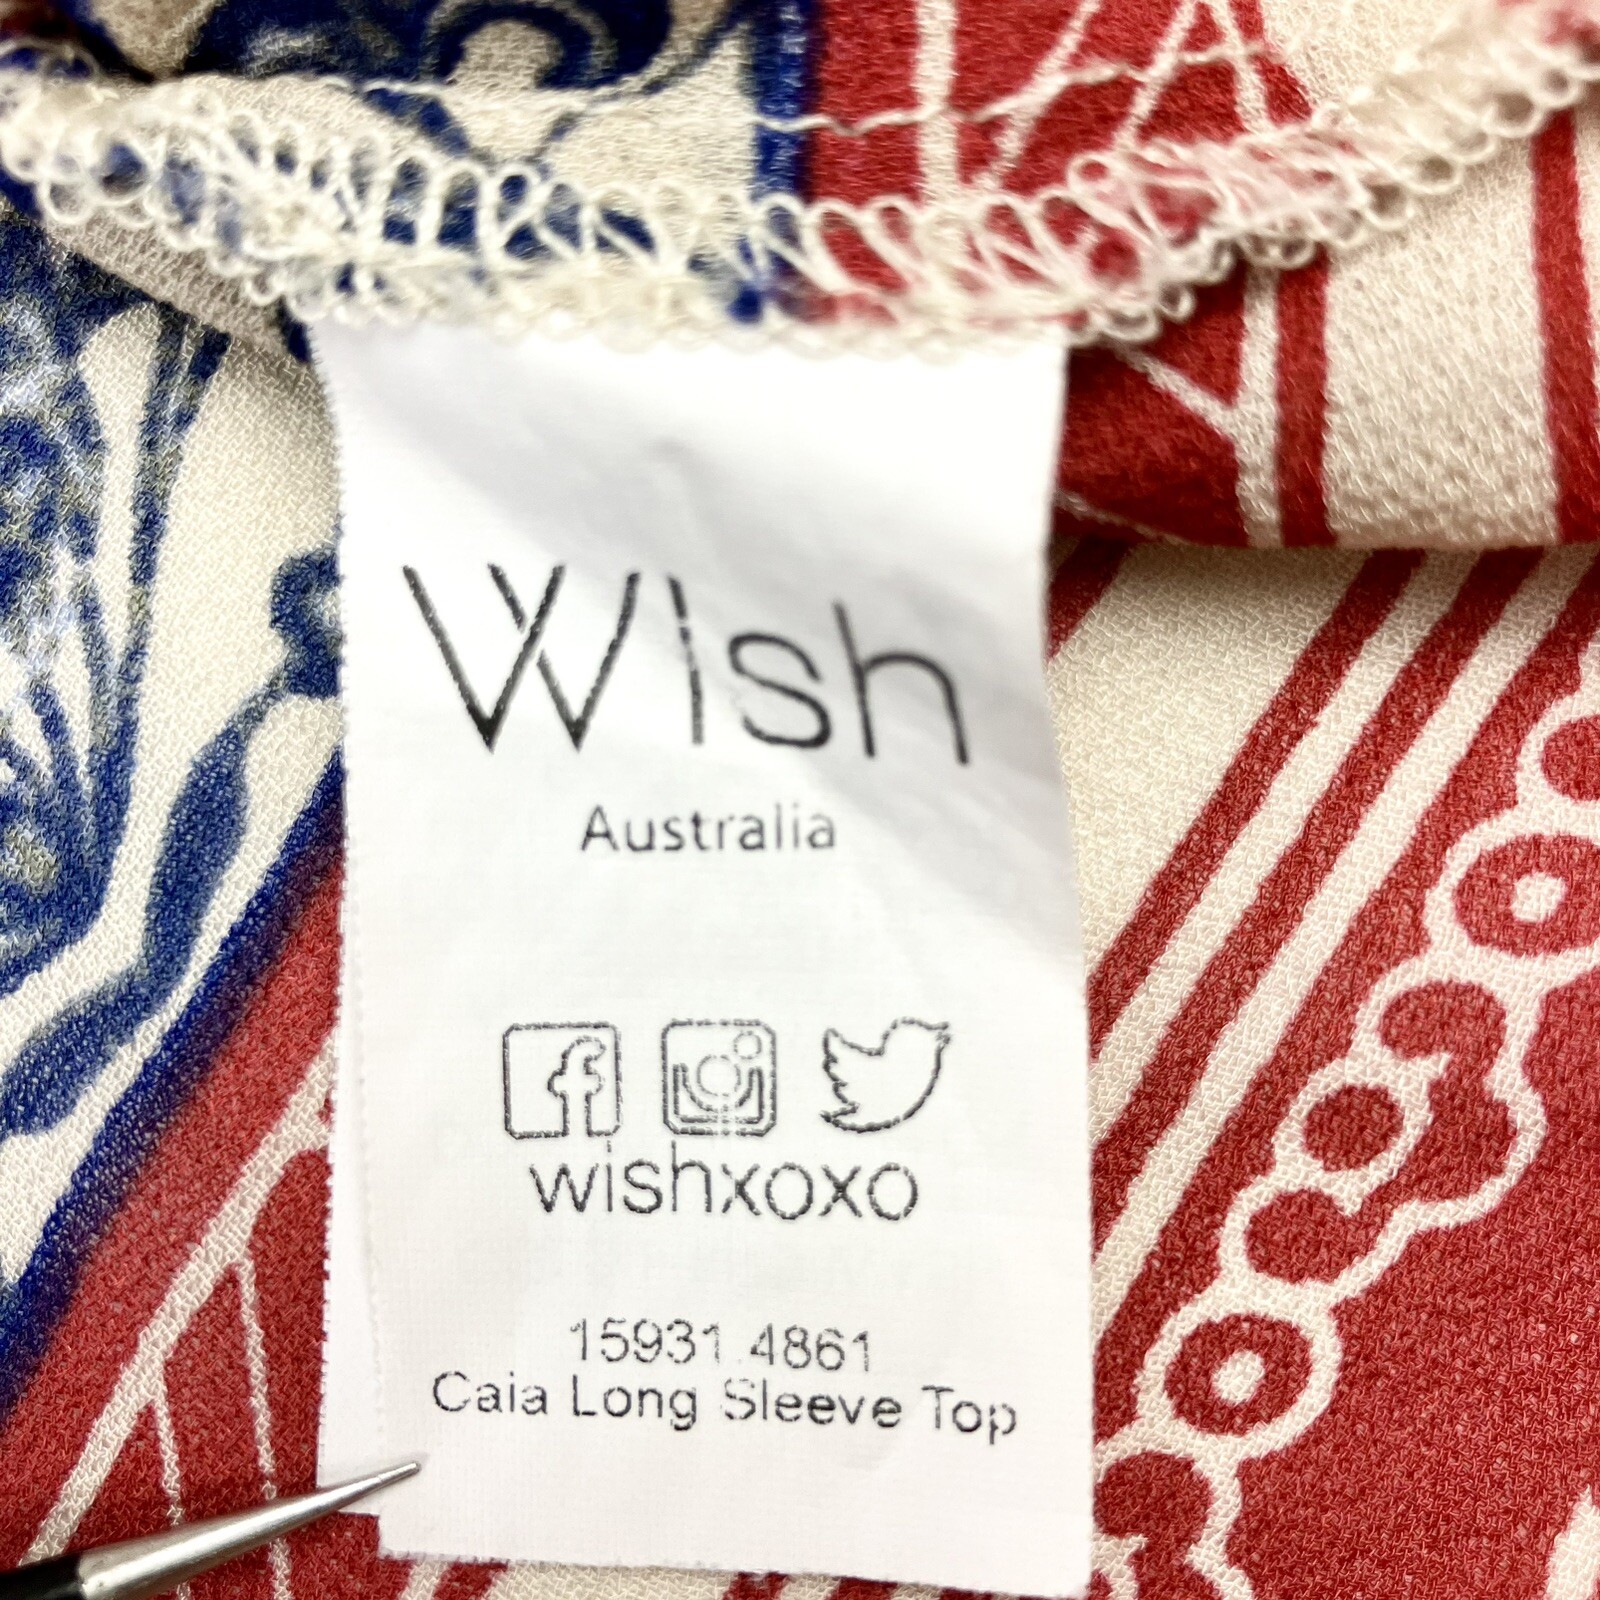 Wish
Australia
wishxoxo
15931.4861
Caia Long Sleeve Top